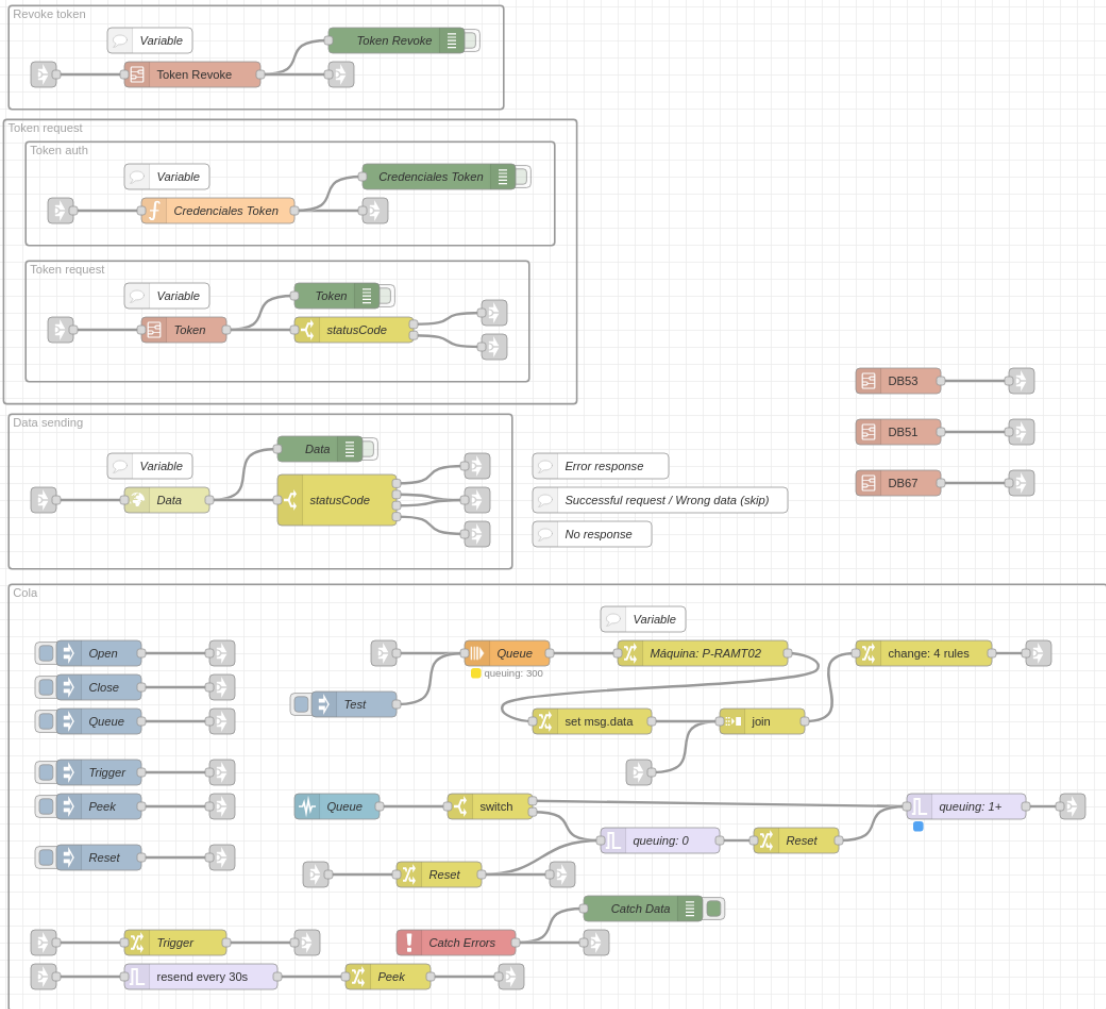 Revoke token
Variable
Token Revoke
Token Revoke
Token request
Token auth
Variable
Credenciales Token
Credenciales Token
Token request
Variable
Token
Token
statusCode
DB53
DB51
DB67
Data sending
Data
Variable
Data
statusCode
Error response
Successful request / Wrong data (skip)
No response
Cola
Variable
Open
Queue
queuing: 300
Máquina: P-RAMT02
change: 4 rules
Close
Test
Queue
set msg.data
join
Trigger
Peek
Queue
switch
queuing: 1+
queuing: 0
Reset
Reset
Reset
Catch Data
Trigger
Catch Errors
resend every 30s
Peek